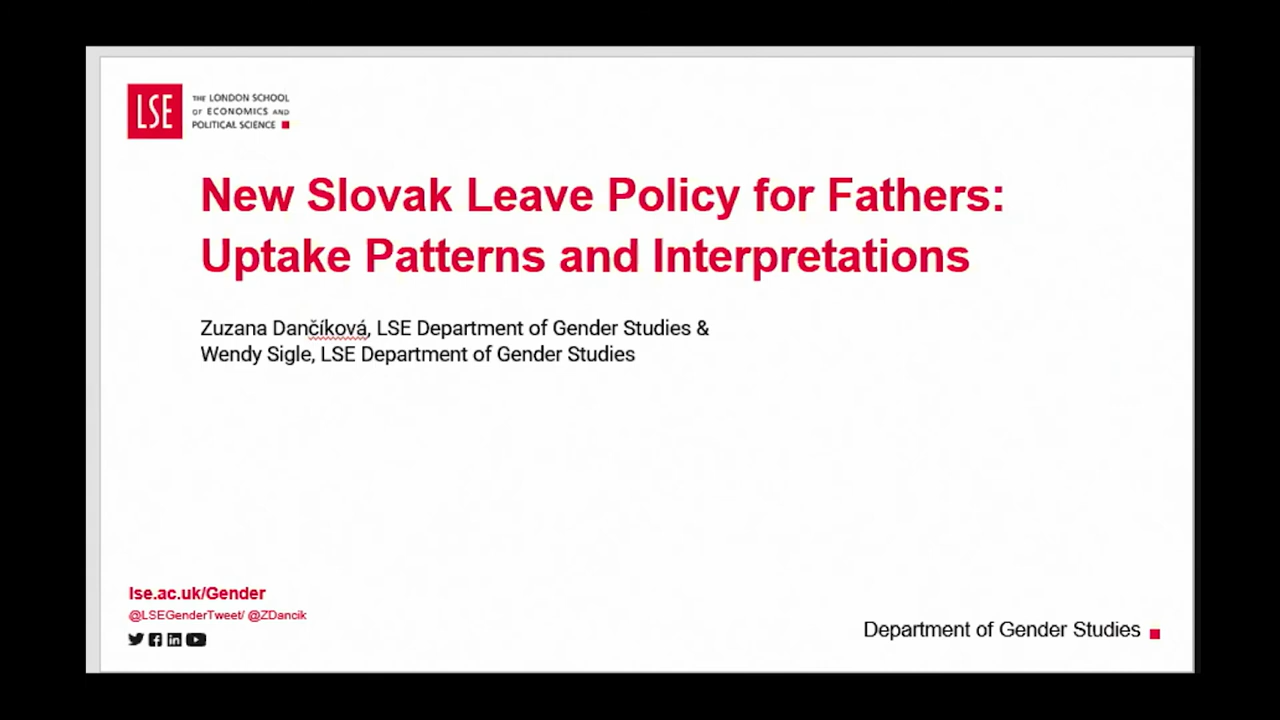 LSE
THE LONDON SCHOOL
OF ECONOMICS AND
POLITICAL SCIENCE
New Slovak Leave Policy for Fathers:
Uptake Patterns and Interpretations
Zuzana Dančíková, LSE Department of Gender Studies &
Wendy Sigle, LSE Department of Gender Studies
lse.ac.uk/Gender
@LSEGenderTweet/ @ZDancik
Department of Gender Studies